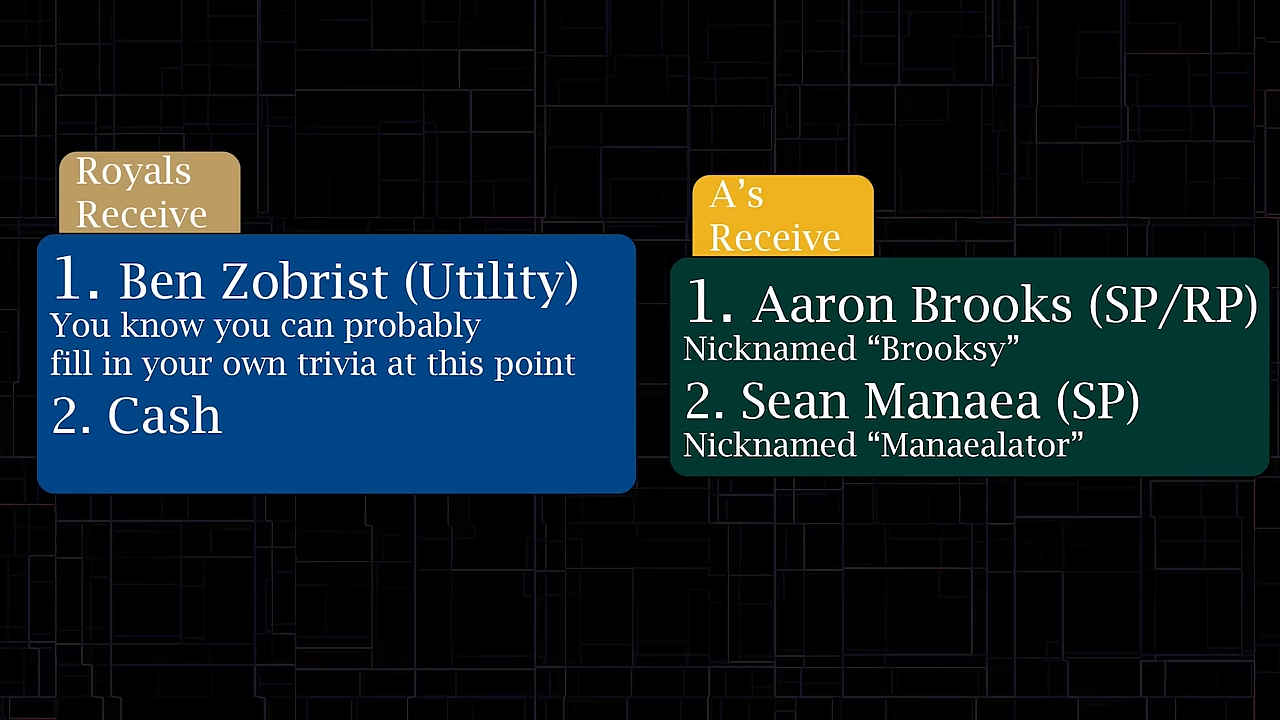 Royals
Receive
1. Ben Zobrist (Utility)
You know you can probably
fill in your own trivia at this point
2. Cash
A’s
Receive
1. Aaron Brooks (SP/RP)
Nicknamed “Brooksy”
2. Sean Manaea (SP)
Nicknamed “Manaealator”